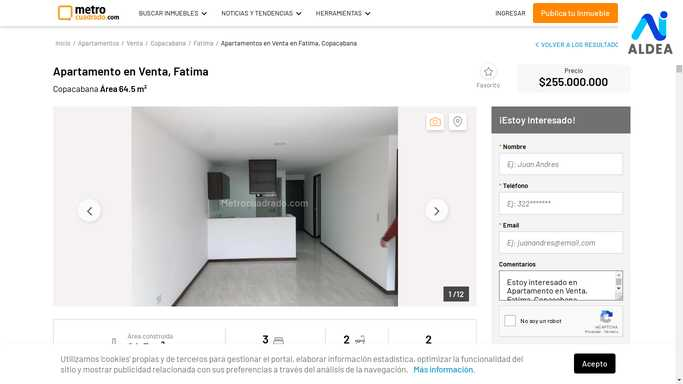 metro
cuadrado.com
BUSCAR INMUEBLES
NOTICIAS Y TENDENCIAS
HERRAMIENTAS
INGRESAR
Publica tu Inmueble
AI
ALDEA
Inicio / Apartamentos / Venta / Copacabana / Fatima / Apartamentos en Venta en Fatima, Copacabana
VOLVER A LOS RESULTADO
Apartamento en Venta, Fatima
Copacabana Área 64.5 m²
Favorito
Precio
$255.000.000
Metrocuadrado.com
1 /12
¡Estoy Interesado!
* Nombre
Ej: Juan Andres
* Teléfono
Ej: 322*******
* Email
Ej: juanandres@email.com
Comentarios
Estoy interesado en
Apartamento en Venta,
Fatima, Copacabana
No soy un robot
reCAPTCHA
Privacidad - Términos
Área construida
3
2
2
Utilizamos 'cookies' propias y de terceros para gestionar el portal, elaborar información estadística, optimizar la funcionalidad del
sitio y mostrar publicidad relacionada con sus preferencias a través del análisis de la navegación. Más información.
Acepto